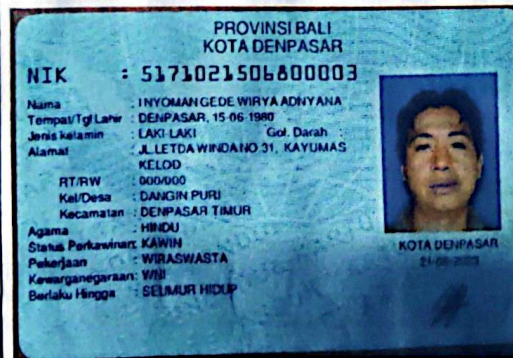 PROVINSI BALI
KOTA DENPASAR
NIK : 5171021506800003
Nama : I NYOMAN GEDE WIRYA ADNYANA
Tempat/Tgl Lahir : DENPASAR, 15-06-1980
Jenis kelamin : LAKI-LAKI Gol. Darah :
Alamat : JL. LETDA WINDA NO 31, KAYUMAS
KELOD
RT/RW : 000/000
Kel/Desa : DANGIN PURI
Kecamatan : DENPASAR TIMUR
Agama : HINDU
Status Perkawinan: KAWIN
Pekerjaan : WIRASWASTA
Kewarganegaraan: WNI
Berlaku Hingga : SEUMUR HIDUP
KOTA DENPASAR